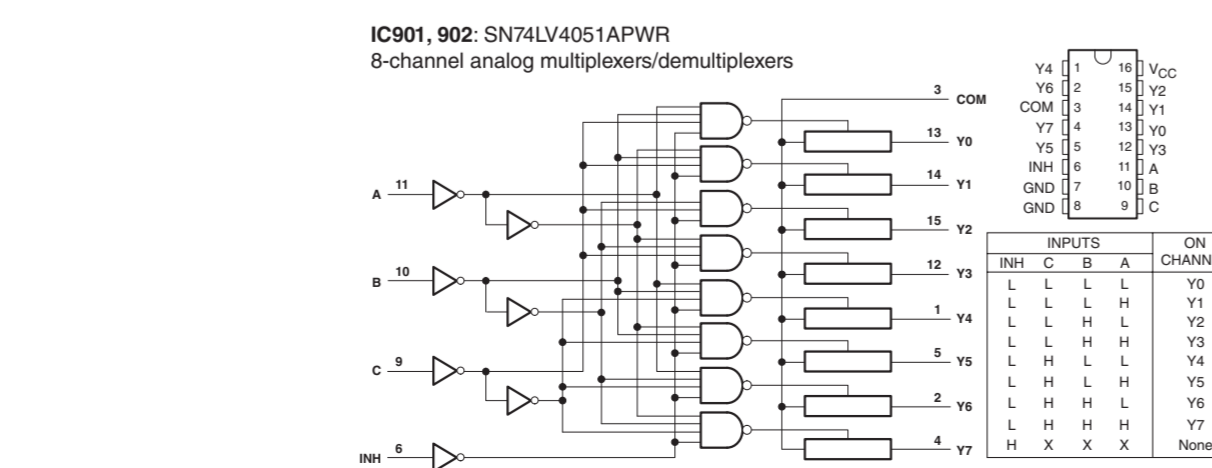 IC901, 902: SN74LV4051APWR
8-channel analog multiplexers/demultiplexers
3 COM
13 Y0
14 Y1
15 Y2
12 Y3
1 Y4
5 Y5
2 Y6
4 Y7
A 11
B 10
C 9
INH 6
Y4 1 16 VCC
Y6 2 15 Y2
COM 3 14 Y1
Y7 4 13 Y0
Y5 5 12 Y3
INH 6 11 A
GND 7 10 B
GND 8 9 C
INPUTS ON
INH C B A CHANN
L L L L Y0
L L L H Y1
L L H L Y2
L L H H Y3
L H L L Y4
L H L H Y5
L H H L Y6
L H H H Y7
H X X X None